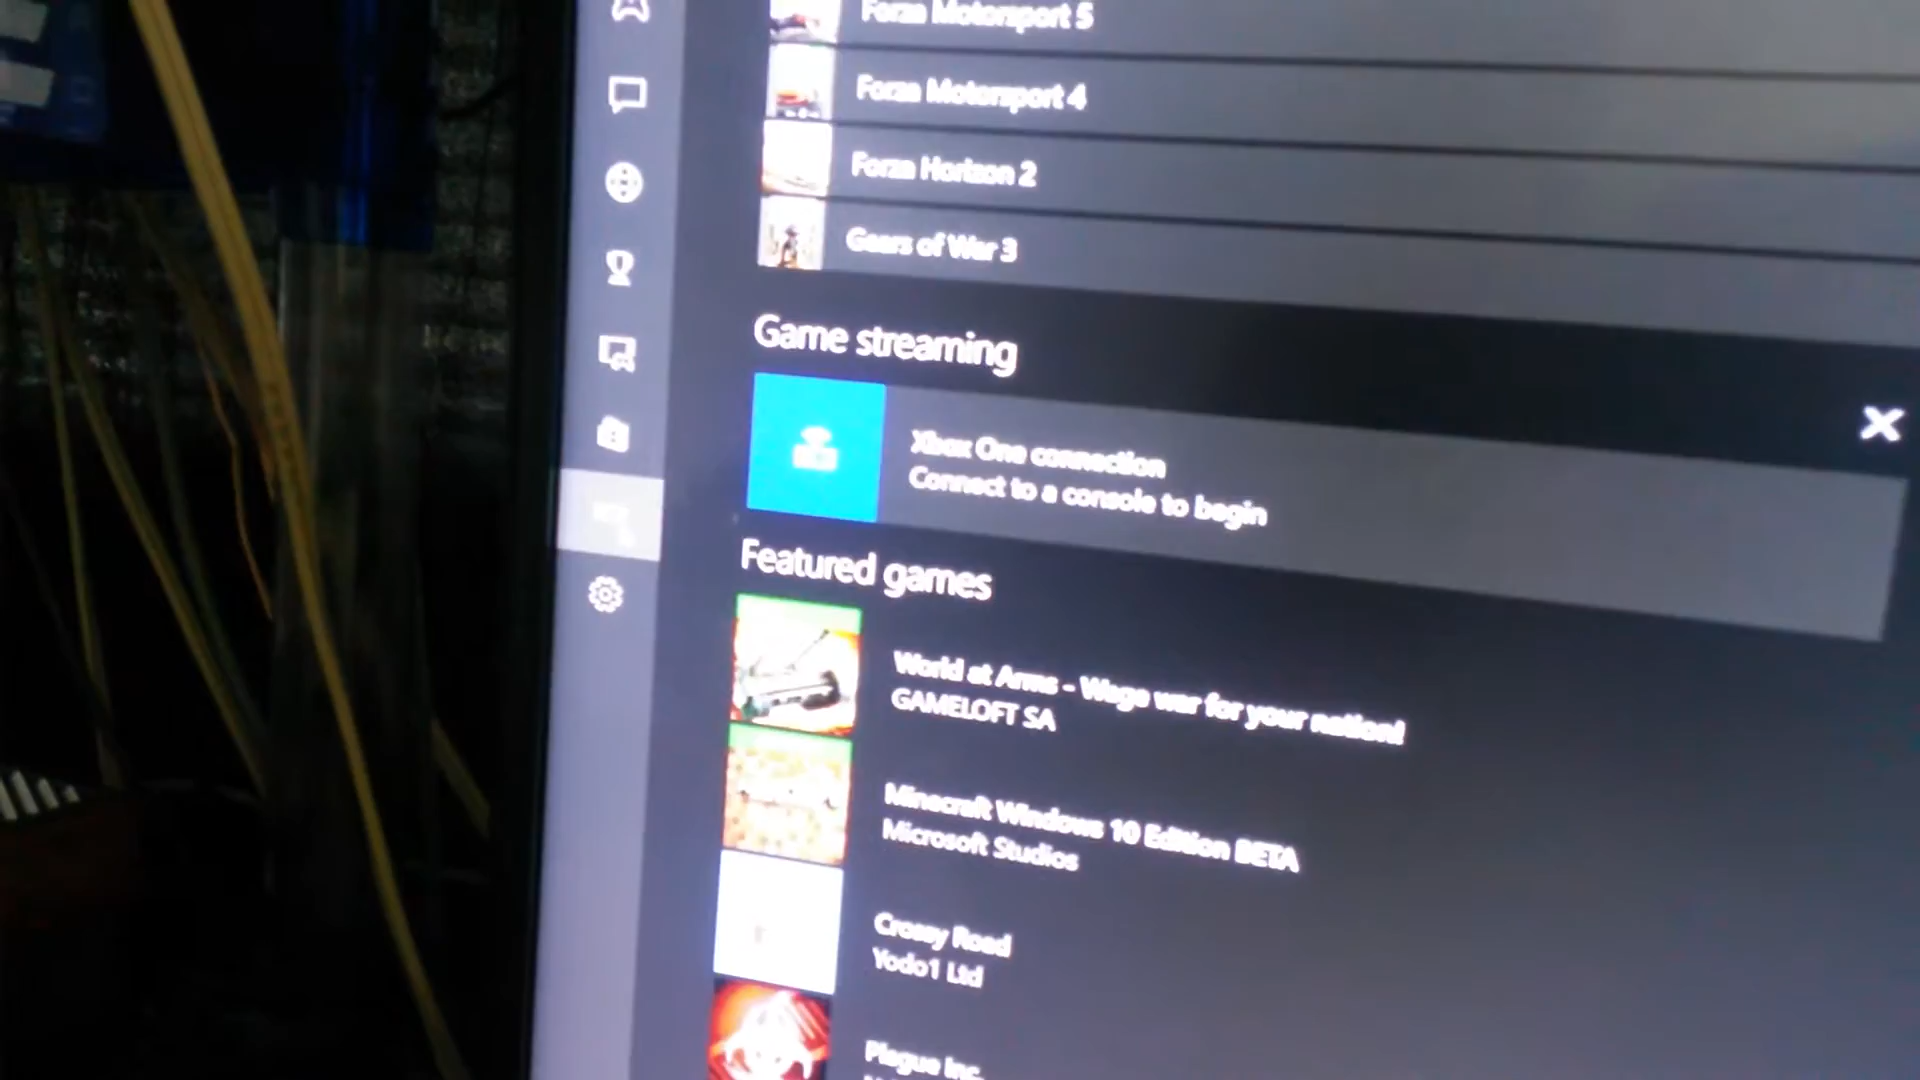 Forza Motorsport 5
Forza Motorsport 4
Forza Horizon 2
Gears of War 3
Game streaming
Xbox One connection
Connect to a console to begin
Featured games
World at Arms - Wage war for your nation!
GAMELOFT SA
Minecraft Windows 10 Edition BETA
Microsoft Studios
Crossy Road
Yodo1 Ltd
Plague Inc.